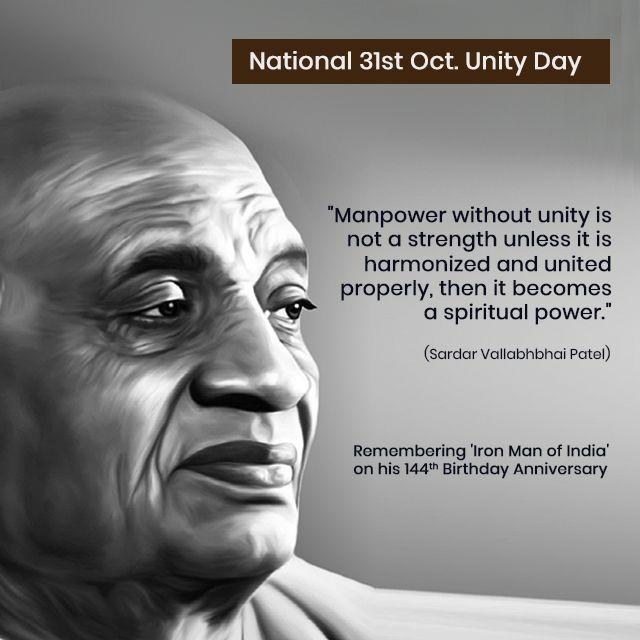 National 31st Oct. Unity Day
"Manpower without unity is
not a strength unless it is
harmonized and united
properly, then it becomes
a spiritual power."
(Sardar Vallabhbhai Patel)
Remembering 'Iron Man of India'
on his 144th Birthday Anniversary